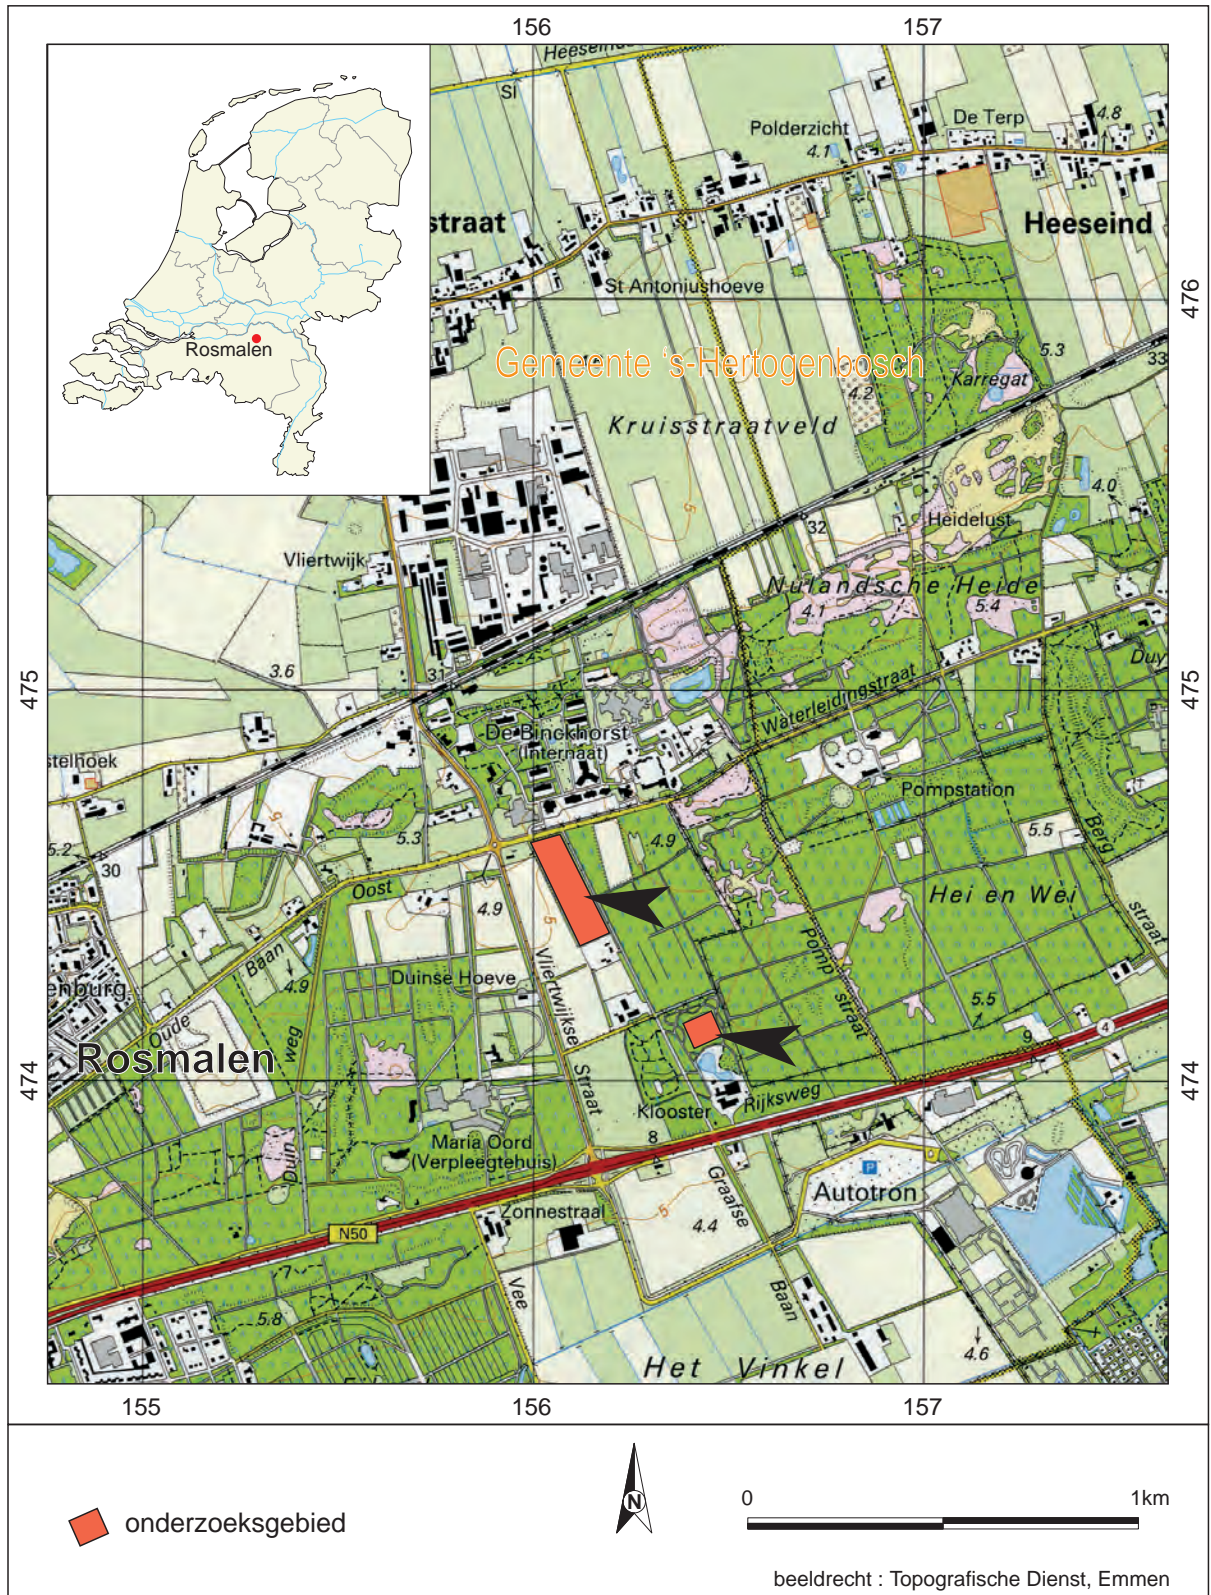 156
157
Heeseind
SI
Polderzicht
4.1
De Terp
4.8
straat
Heeseind
St Antoniushoeve
476
Rosmalen
Gemeente 's-Hertogenbosch
5.3
33
Karregat
4.2
Kruisstraatveld
5
4.0
32
Heidelust
Vliertwijk
Nulandsche Heide
4.1
5.4
475
3.6
31
Duy
475
Waterleidingstraat
De Binckhorst
(Internaat)
stelhoek
Pompstation
6
5.3
4.9
5.5
Berg
straat
5.2
30
Oost
4.9
5
Hei en Wei
Baan
4.9
Vliertwijkse
Straat
Pomp
straat
Duinse Hoeve
enburg
5.5
Oude
weg
9
4
Rosmalen
474
474
Klooster
Rijksweg
8
Maria Oord
(Verpleegtehuis)
Duin
P
Autotron
Graafse
Baan
Zonnestraal
5
4.4
N50
7
Vee
5.8
4.6
Het Vinkel
155
156
157
onderzoeksgebied
N
0
1km
beeldrecht : Topografische Dienst, Emmen